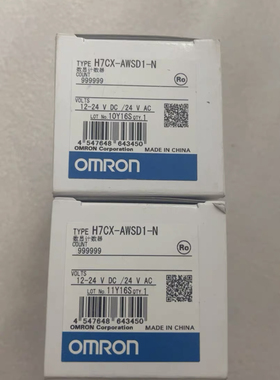 TYPE H7CX-AWSD1-N
数显计数器
COUNT
999999
Ro
VOLTS
12-24 V DC /24 V AC
LOT No. 10Y16S QTY. 1
4 547648 643450
OMRON Corporation MADE IN CHINA
OMRON
TYPE H7CX-AWSD1-N
数显计数器
COUNT
999999
Ro
VOLTS
12-24 V DC /24 V AC
LOT No. 11Y16S QTY. 1
4 547648 643450
OMRON Corporation MADE IN CHINA
OMRON